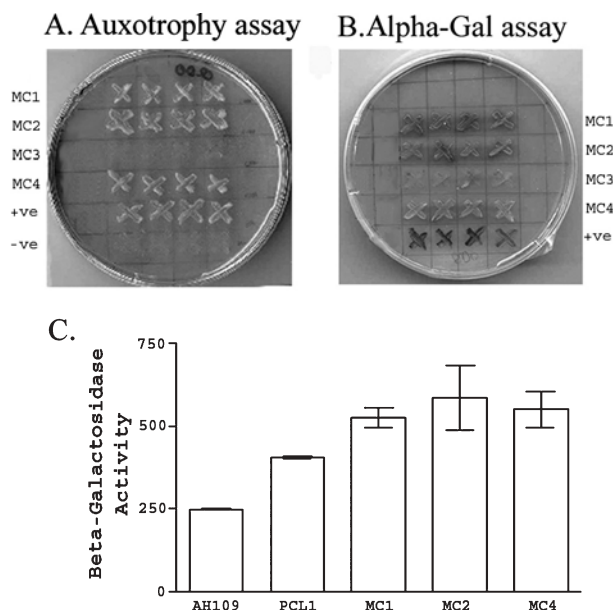 A. Auxotrophy assay
B.Alpha-Gal assay
MC1
MC2
MC3
MC4
+ve
-ve
MC1
MC2
MC3
MC4
+ve
C.
Beta-Galactosidase
Activity
750
500
250
0
AH109
PCL1
MC1
MC2
MC4